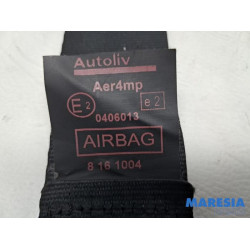 Autoliv
Aer4mp
E2 e2
0406013
AIRBAG
8 16 1004
MARESIA